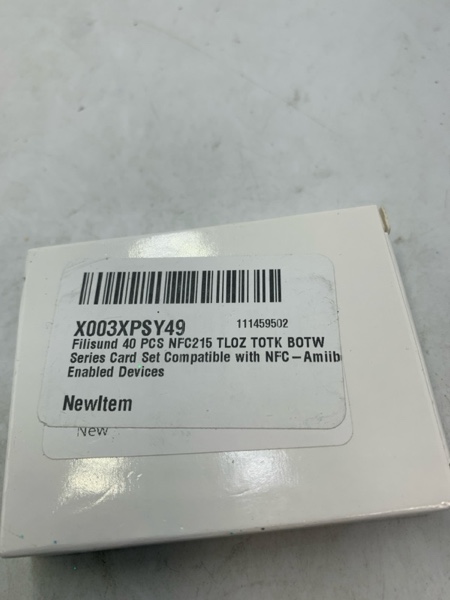 X003XPSY49 111459502
Filisund 40 PCS NFC215 TLOZ TOTK BOTW
Series Card Set Compatible with NFC-Amiib
Enabled Devices
NewItem
New